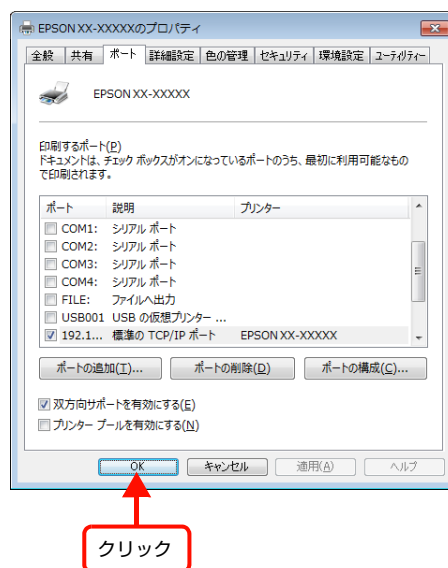 EPSON XX-XXXXXのプロパティ
全般 共有 ポート 詳細設定 色の管理 セキュリティ 環境設定 ユーティリティー
EPSON XX-XXXXX
印刷するポート(P)
ドキュメントは、チェック ボックスがオンになっているポートのうち、最初に利用可能なもの
で印刷されます。
ポート 説明 プリンター
COM1: シリアル ポート
COM2: シリアル ポート
COM3: シリアル ポート
COM4: シリアル ポート
FILE: ファイルへ出力
USB001 USB の仮想プリンター ...
192.1... 標準の TCP/IP ポート EPSON XX-XXXXX
ポートの追加(T)... ポートの削除(D) ポートの構成(C)...
双方向サポートを有効にする(E)
プリンター プールを有効にする(N)
OK キャンセル 適用(A) ヘルプ
クリック